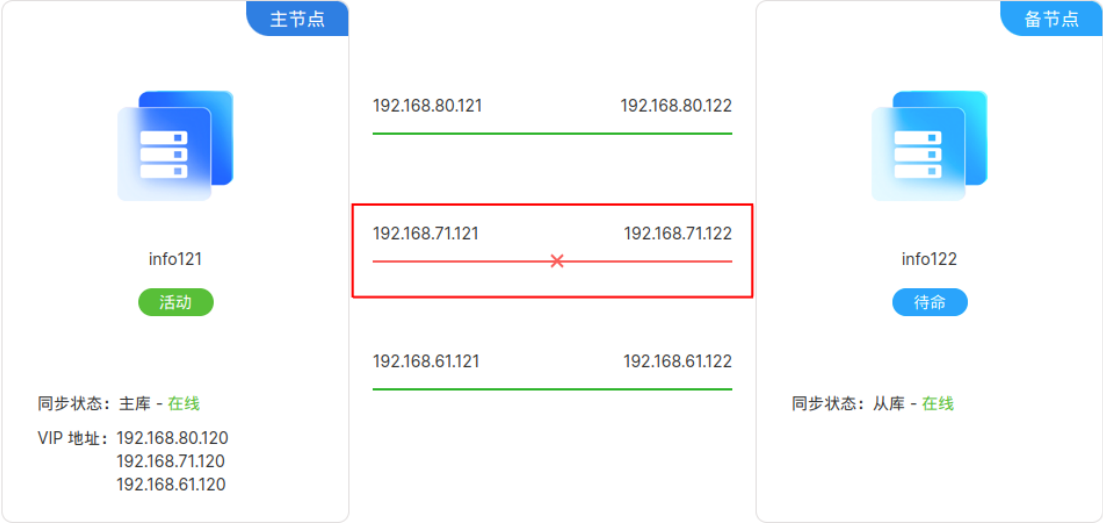 主节点
备节点
192.168.80.121 192.168.80.122
192.168.71.121 192.168.71.122
info121
info122
活动
待命
192.168.61.121 192.168.61.122
同步状态：主库 - 在线
同步状态：从库 - 在线
VIP 地址：192.168.80.120
192.168.71.120
192.168.61.120